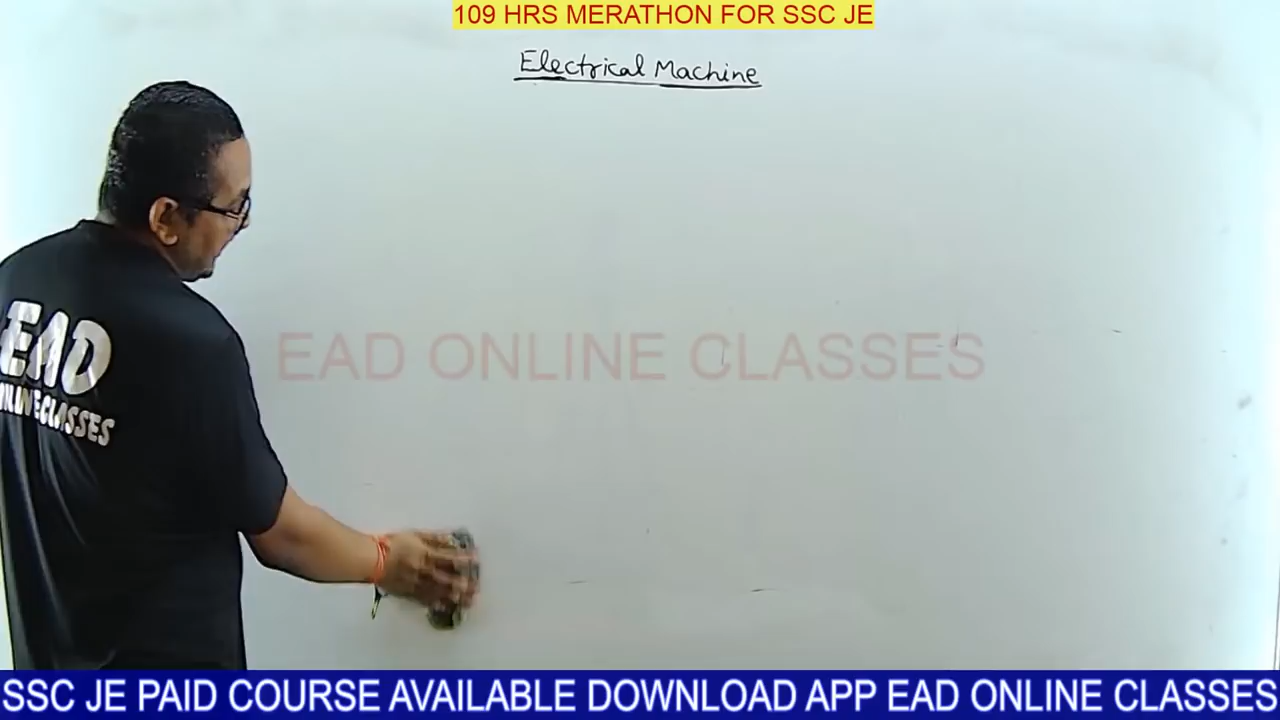 109 HRS MERATHON FOR SSC JE
Electrical Machine
EAD ONLINE CLASSES
EAD
ONLINE CLASSES
SSC JE PAID COURSE AVAILABLE DOWNLOAD APP EAD ONLINE CLASSES